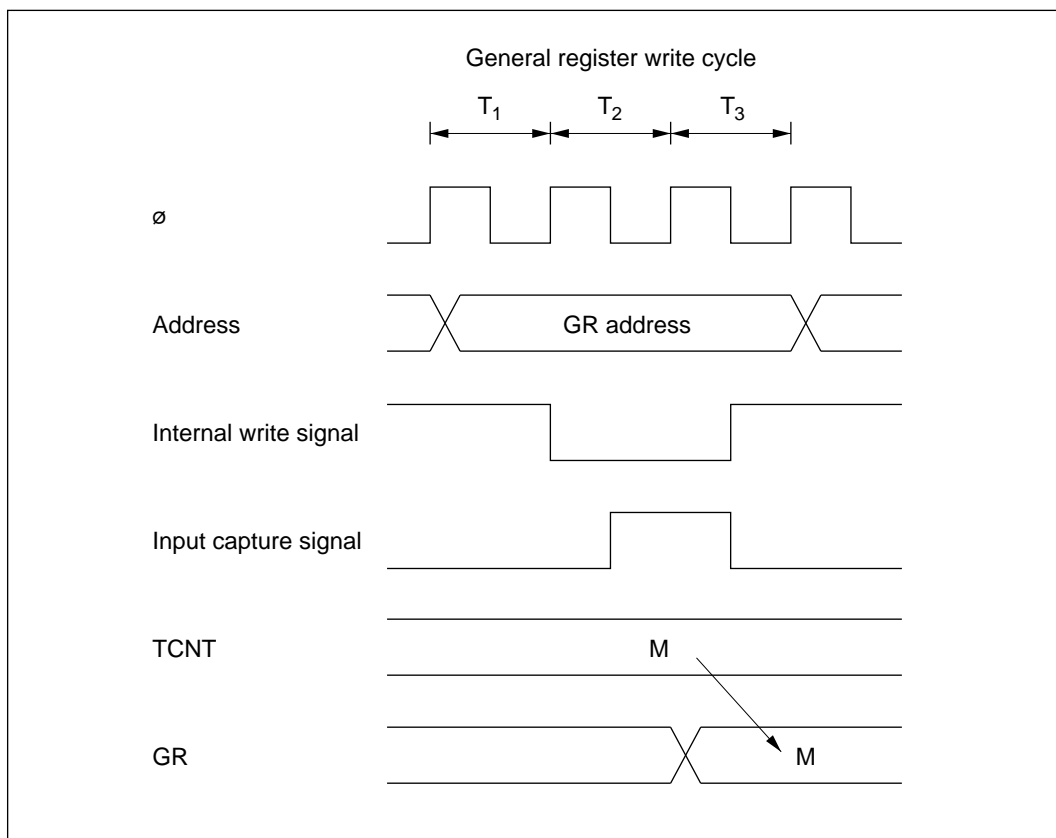 General register write cycle
T1 T2 T3
ø
Address GR address
Internal write signal
Input capture signal
TCNT M
GR M